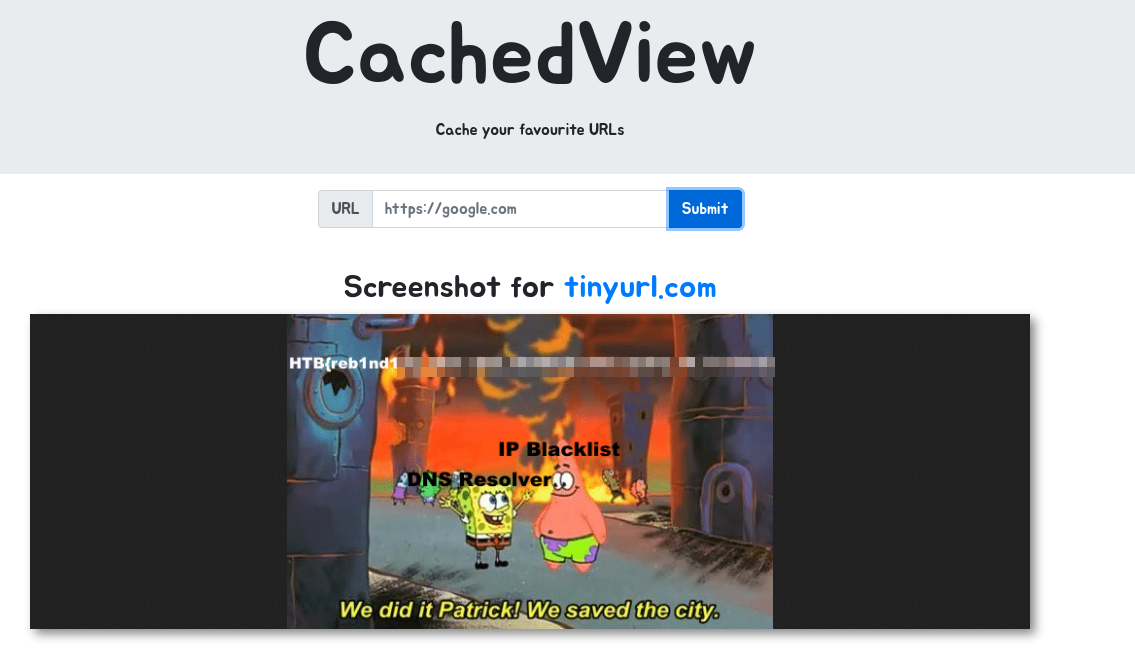 CachedView
Cache your favourite URLs
URL
https://google.com
Submit
Screenshot for tinyurl.com
HTB{reb1nd1
IP Blacklist
DNS Resolver
We did it Patrick! We saved the city.